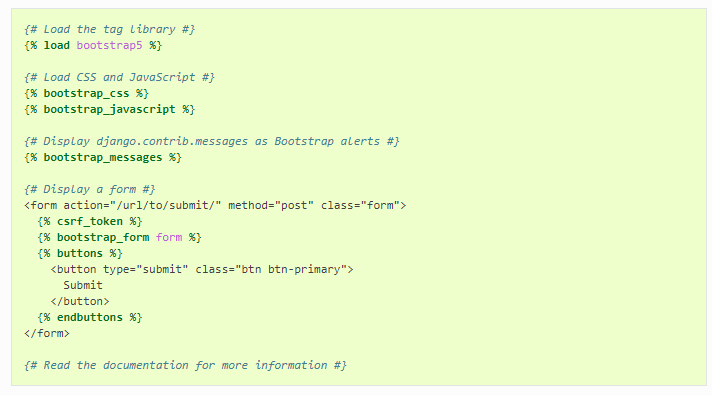 {# Load the tag library #}
{% load bootstrap5 %}
{# Load CSS and JavaScript #}
{% bootstrap_css %}
{% bootstrap_javascript %}
{# Display django.contrib.messages as Bootstrap alerts #}
{% bootstrap_messages %}
{# Display a form #}
<form action="/url/to/submit/" method="post" class="form">
  {% csrf_token %}
  {% bootstrap_form form %}
  {% buttons %}
    <button type="submit" class="btn btn-primary">
      Submit
    </button>
  {% endbuttons %}
</form>
{# Read the documentation for more information #}